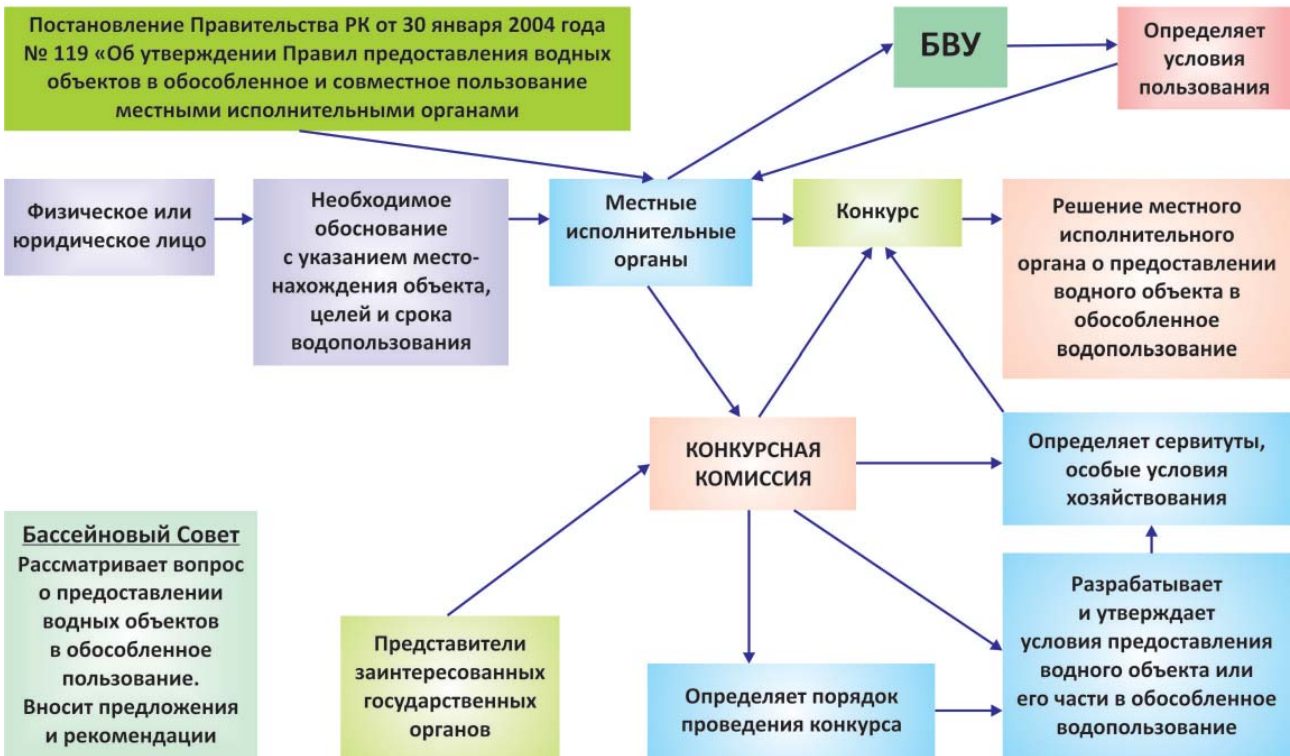 Постановление Правительства РК от 30 января 2004 года
№ 119 «Об утверждении Правил предоставления водных
объектов в обособленное и совместное пользование
местными исполнительными органами
БВУ
Определяет
условия
пользования
Физическое или
юридическое лицо
Необходимое
обоснование
с указанием место-
нахождения объекта,
целей и срока
водопользования
Местные
исполнительные
органы
Конкурс
Решение местного
исполнительного
органа о предоставлении
водного объекта в
обособленное
водопользование
КОНКУРСНАЯ
КОМИССИЯ
Определяет сервитуты,
особые условия
хозяйствования
Бассейновый Совет
Рассматривает вопрос
о предоставлении
водных объектов
в обособленное
пользование.
Вносит предложения
и рекомендации
Представители
заинтересованных
государственных
органов
Определяет порядок
проведения конкурса
Разрабатывает
и утверждает
условия предоставления
водного объекта или
его части в обособленное
водопользование